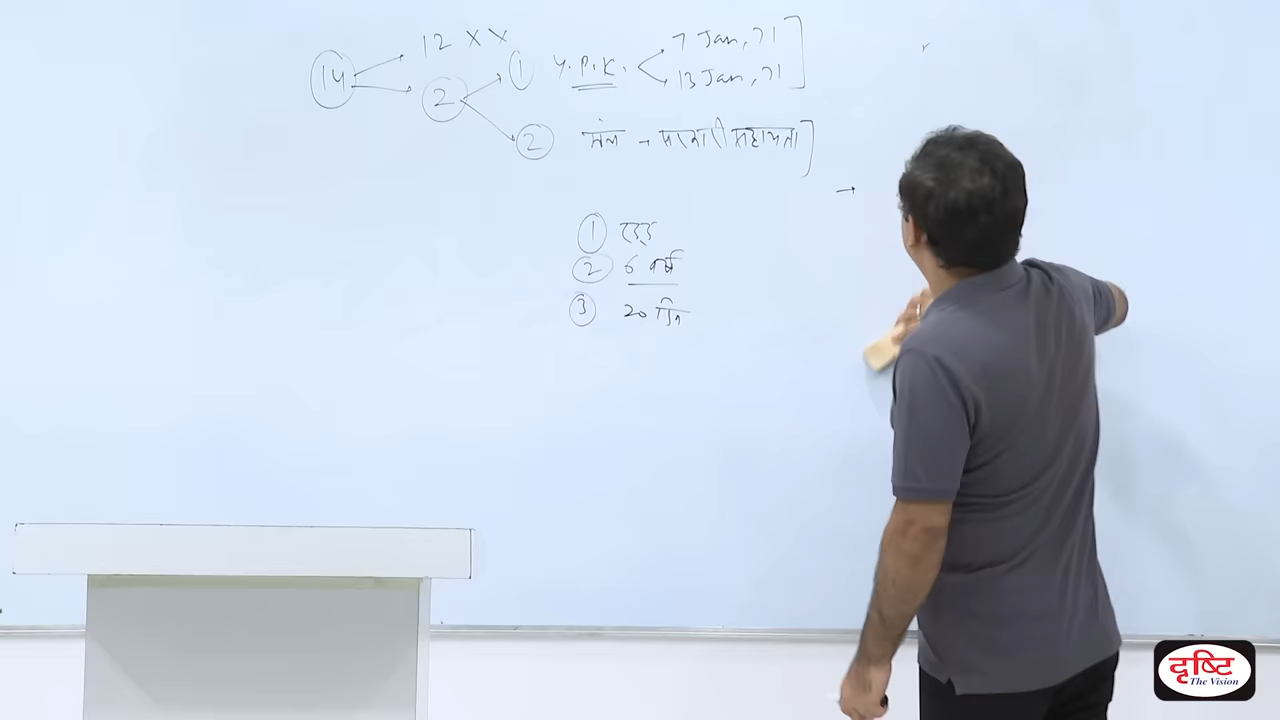 14
12 X X
2
① Y.P.K.
7 Jan, 71
13 Jan, 71
② मंच → सरकारी सहायता
① रद्द
② 6 वर्ष
③ 20 दिन
दृष्टि
The Vision